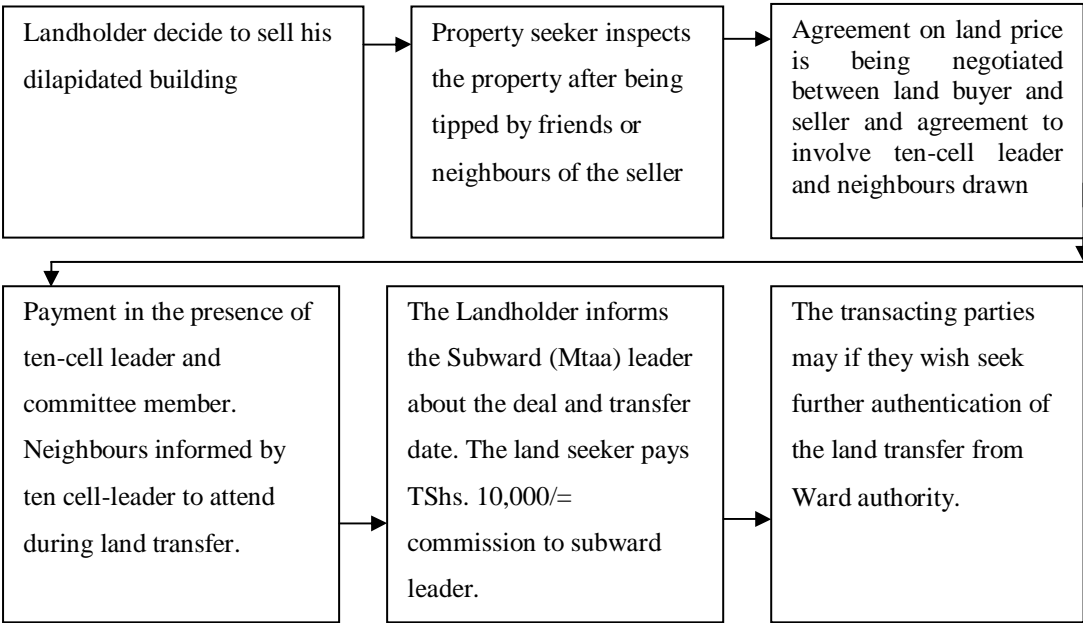 Landholder decide to sell his
dilapidated building
Property seeker inspects
the property after being
tipped by friends or
neighbours of the seller
Agreement on land price
is being negotiated
between land buyer and
seller and agreement to
involve ten-cell leader
and neighbours drawn
Payment in the presence of
ten-cell leader and
committee member.
Neighbours informed by
ten cell-leader to attend
during land transfer.
The Landholder informs
the Subward (Mtaa) leader
about the deal and transfer
date. The land seeker pays
TShs. 10,000/=
commission to subward
leader.
The transacting parties
may if they wish seek
further authentication of
the land transfer from
Ward authority.